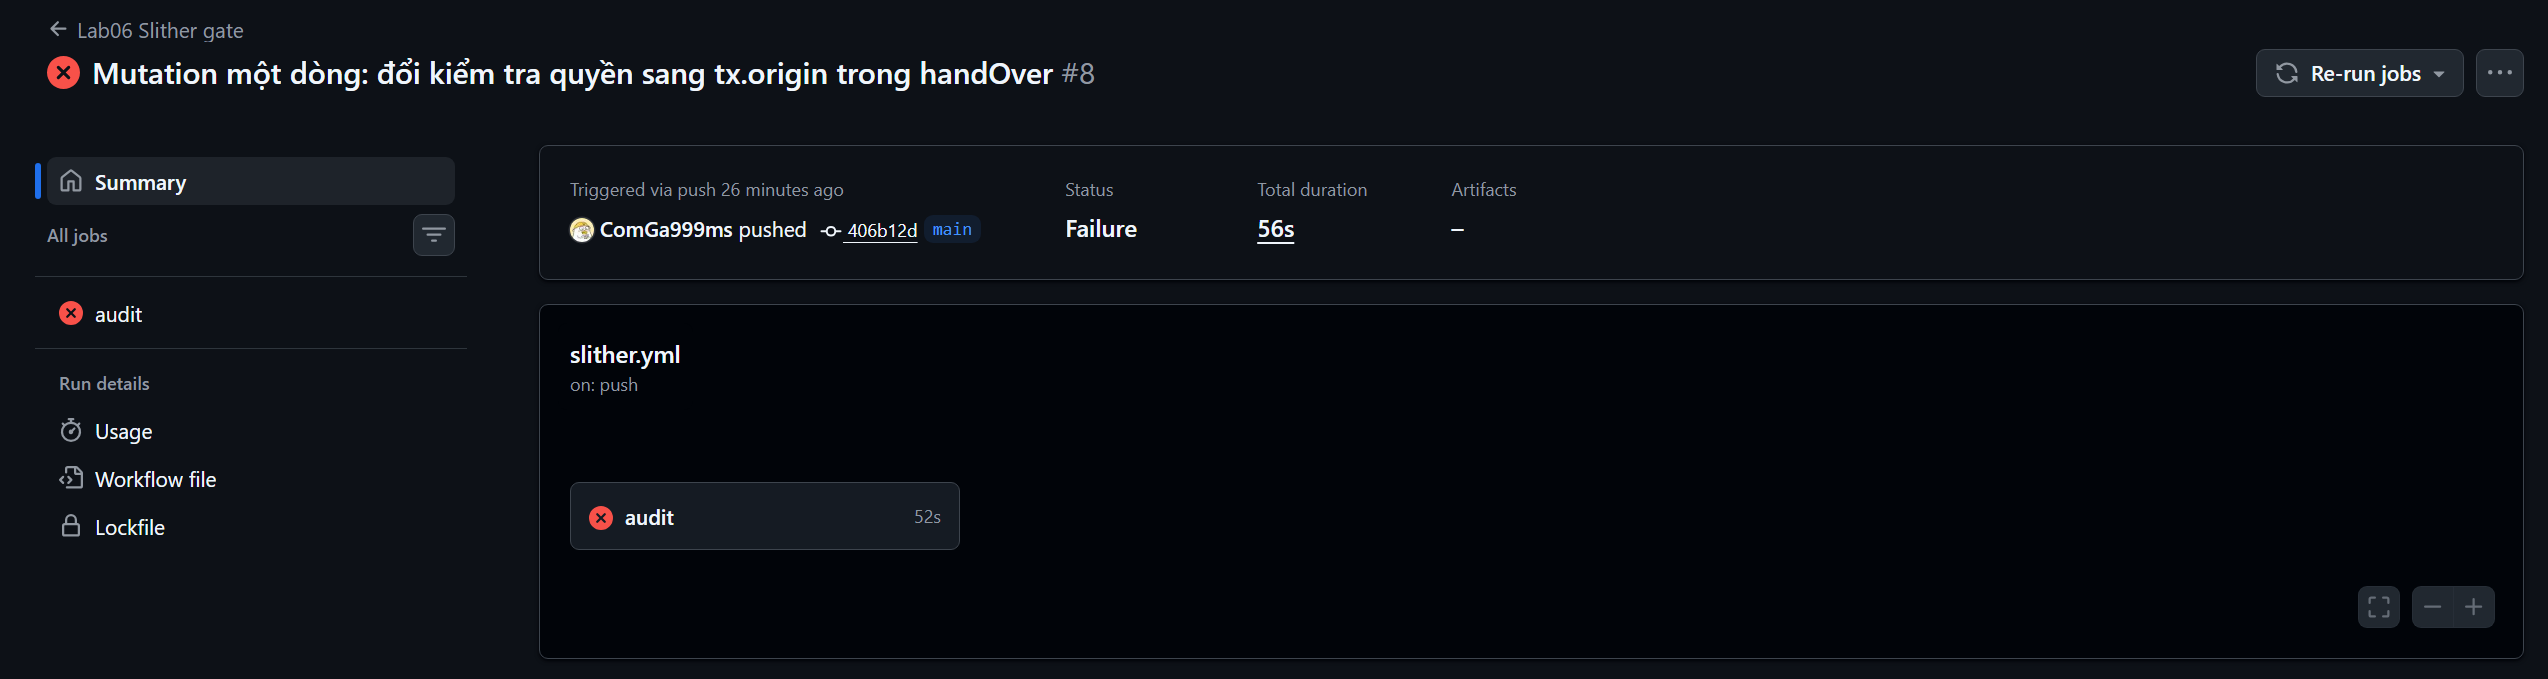 Lab06 Slither gate
Mutation một dòng: đổi kiểm tra quyền sang tx.origin trong handOver #8
Re-run jobs
Summary
All jobs
audit
Run details
Usage
Workflow file
Lockfile
Triggered via push 26 minutes ago
ComGa999ms pushed 406b12d main
Status
Failure
Total duration
56s
Artifacts
–
slither.yml
on: push
audit 52s